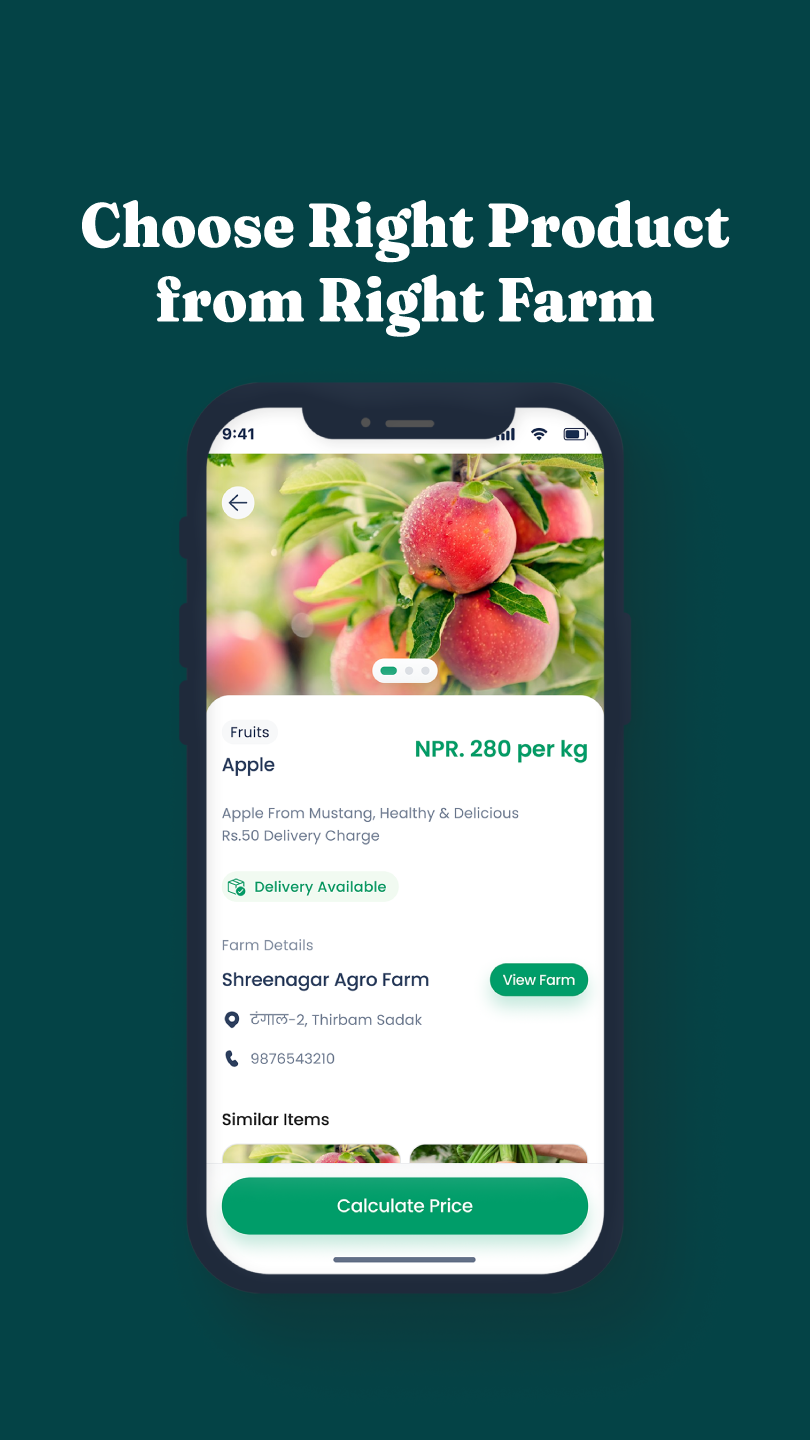 Choose Right Product
from Right Farm
9:41
Fruits
Apple
NPR. 280 per kg
Apple From Mustang, Healthy & Delicious
Rs.50 Delivery Charge
Delivery Available
Farm Details
Shreenagar Agro Farm
View Farm
टंगाल-2, Thirbam Sadak
9876543210
Similar Items
Calculate Price